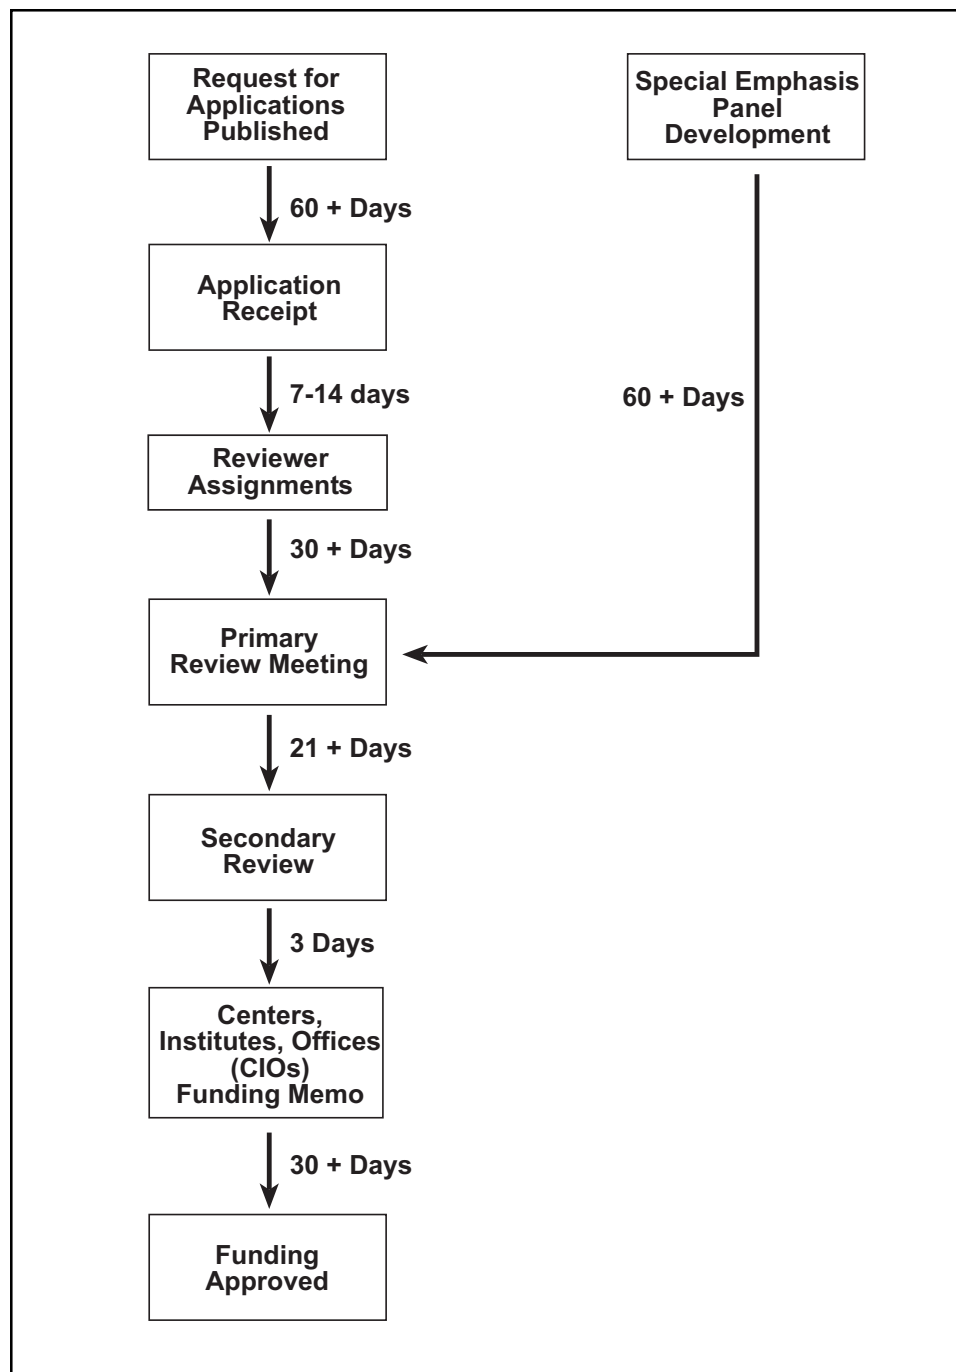 Request for
Applications
Published
Special Emphasis
Panel
Development
60 + Days
Application
Receipt
7-14 days
60 + Days
Reviewer
Assignments
30 + Days
Primary
Review Meeting
21 + Days
Secondary
Review
3 Days
Centers,
Institutes, Offices
(CIOs)
Funding Memo
30 + Days
Funding
Approved